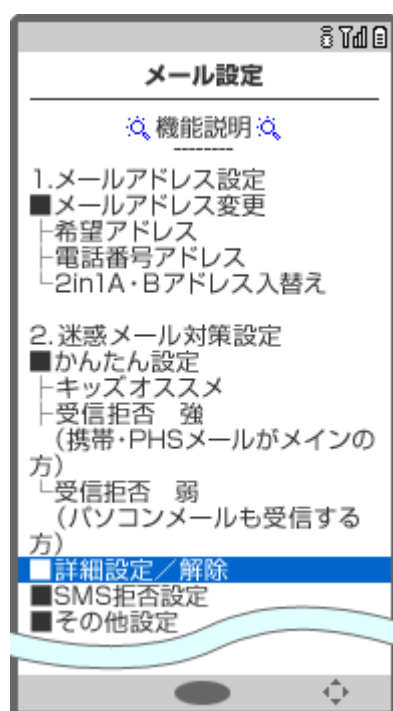 メール設定
機能説明
1.メールアドレス設定
■メールアドレス変更
├希望アドレス
├電話番号アドレス
└2in1A・Bアドレス入替え
2.迷惑メール対策設定
■かんたん設定
├キッズオススメ
├受信拒否　強
(携帯・PHSメールがメインの
方)
└受信拒否　弱
(パソコンメールも受信する
方)
■詳細設定／解除
■SMS拒否設定
■その他設定